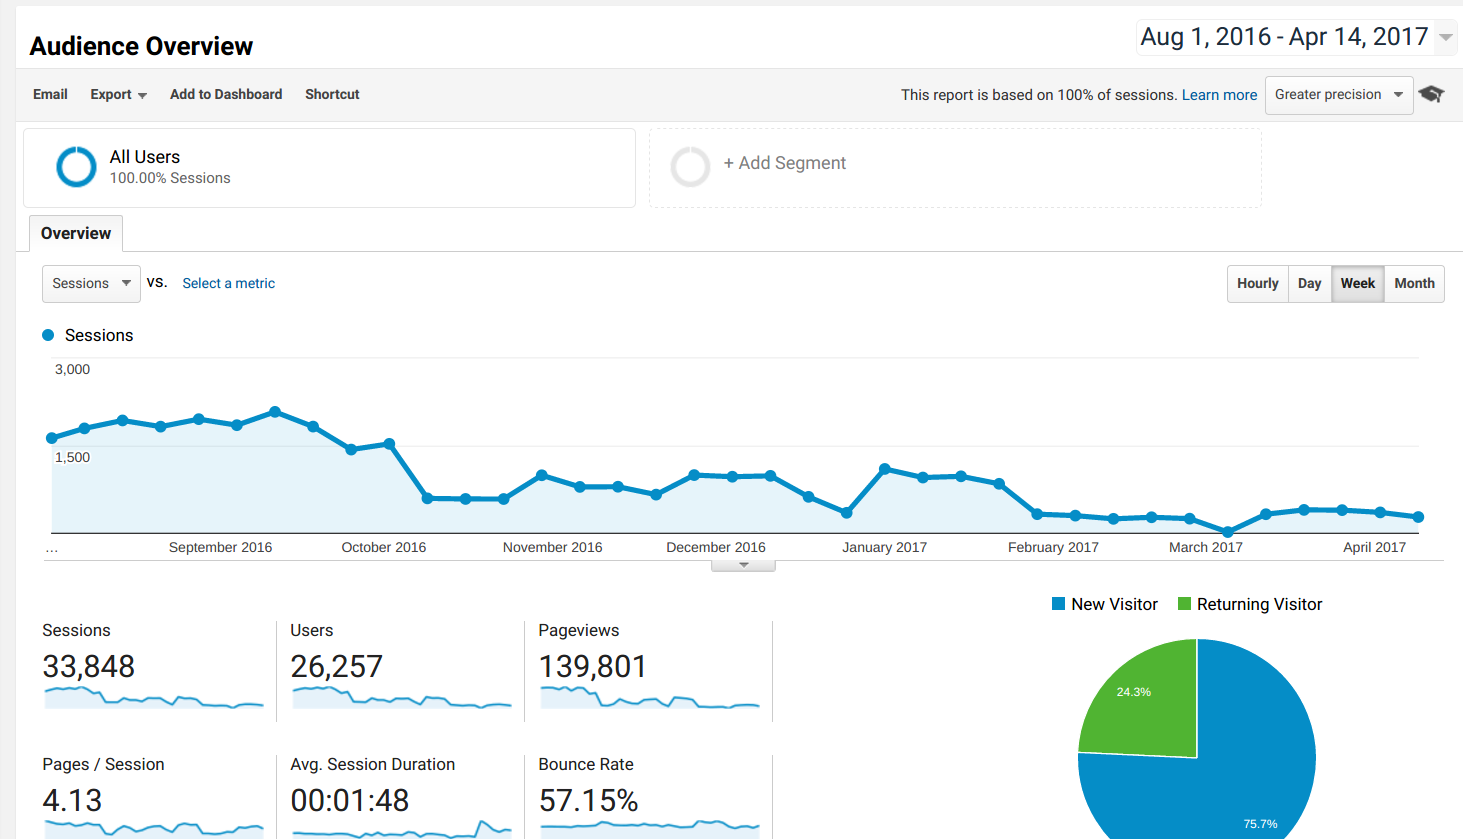 Audience Overview
Aug 1, 2016 - Apr 14, 2017
Email Export Add to Dashboard Shortcut
This report is based on 100% of sessions. Learn more Greater precision
All Users
100.00% Sessions
+ Add Segment
Overview
Sessions VS. Select a metric
Hourly Day Week Month
Sessions
3,000
1,500
... September 2016 October 2016 November 2016 December 2016 January 2017 February 2017 March 2017 April 2017
New Visitor Returning Visitor
Sessions
33,848
Users
26,257
Pageviews
139,801
24.3%
Pages / Session
4.13
Avg. Session Duration
00:01:48
Bounce Rate
57.15%
75.7%